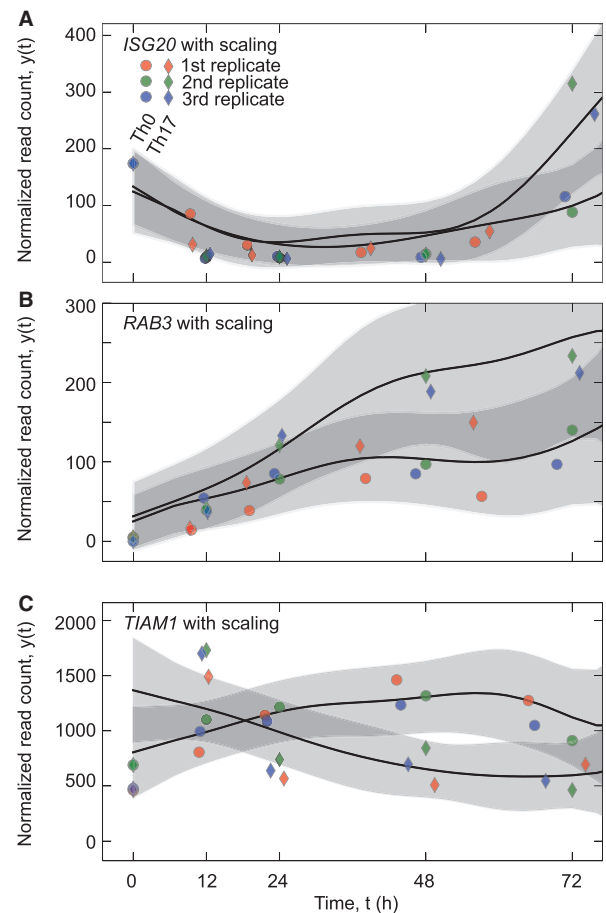 A
ISG20 with scaling
1st replicate
2nd replicate
3rd replicate
Th0
Th17
Normalized read count, y(t)
400
300
200
100
0
B
RAB3 with scaling
Normalized read count, y(t)
300
200
100
0
C
TIAM1 with scaling
Normalized read count, y(t)
2000
1500
1000
500
0
0 12 24 48 72
Time, t (h)